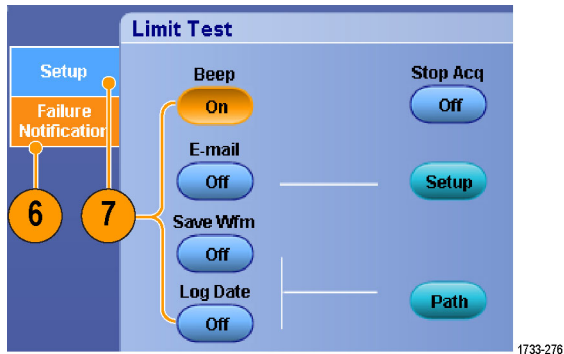 Limit Test
Setup
Failure
Notification
6
7
Beep
On
Stop Acq
Off
E-mail
Off
Setup
Save Wfm
Off
Log Date
Off
Path
1733-276